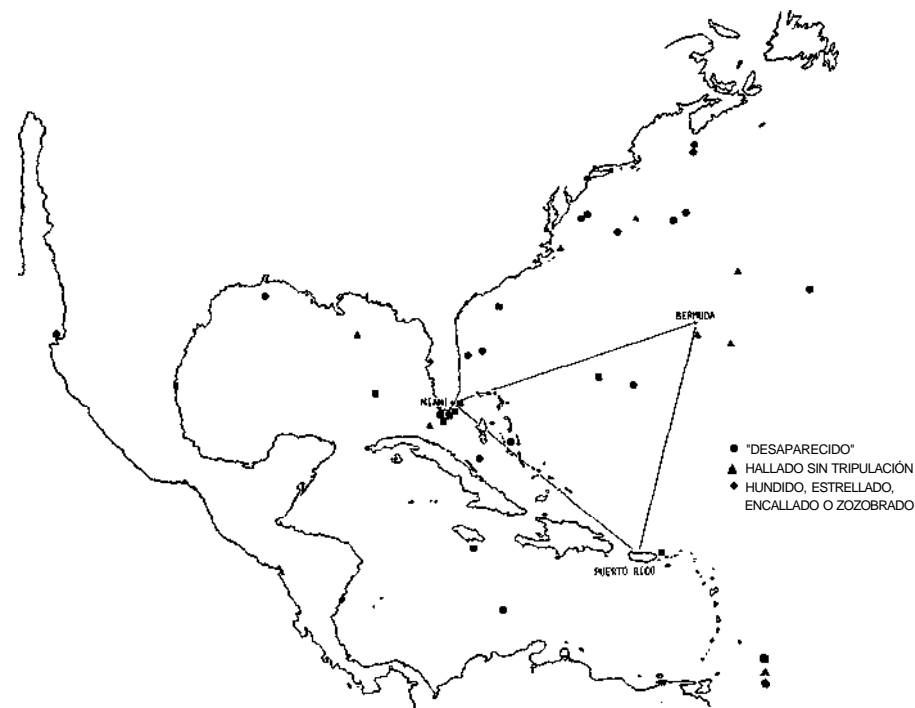 BERMUDA
MIAMI
● "DESAPARECIDO"
▲ HALLADO SIN TRIPULACIÓN
◆ HUNDIDO, ESTRELLADO,
ENCALLADO O ZOZOBRADO
PUERTO RICO